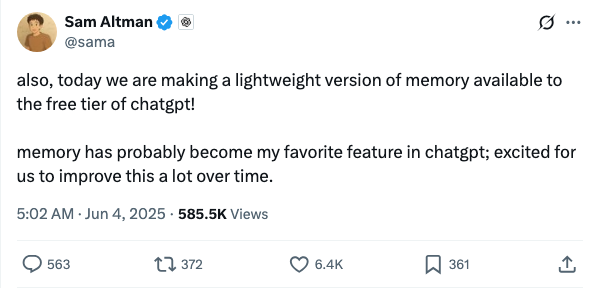 Sam Altman
@sama
also, today we are making a lightweight version of memory available to
the free tier of chatgpt!
memory has probably become my favorite feature in chatgpt; excited for
us to improve this a lot over time.
5:02 AM · Jun 4, 2025 · 585.5K Views
563 372 6.4K 361